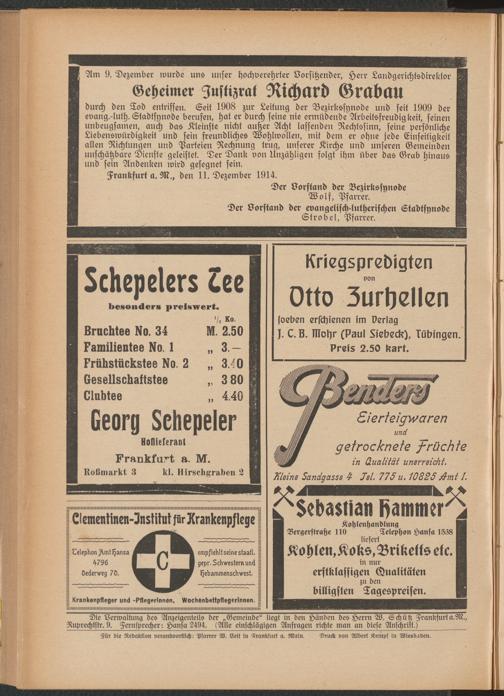 Am 9. Dezember wurde uns unser hochverehrter Vorsitzender, Herr Landgerichtsdirektor
Geheimer Justizrat Richard Grabau
durch den Tod entrissen. Seit 1908 zur Leitung der Bezirkssynode und seit 1909 der
evang.-luth. Stadtsynode berufen, hat er durch seine nie ermüdende Arbeitsfreudigkeit, seinen
unbeugsamen, auch das Kleinste nicht außer Acht lassenden Rechtssinn, seine persönliche
Liebenswürdigkeit und sein freundliches Wohlwollen, mit dem er ohne jede Einseitigkeit
allen Richtungen und Parteien Rechnung trug, unserer Kirche und unseren Gemeinden
unschätzbare Dienste geleistet. Der Dank von Unzähligen folgt ihm über das Grab hinaus
und sein Andenken wird gesegnet sein.
Frankfurt a. M., den 11. Dezember 1914.
Der Vorstand der Bezirkssynode
Wolf, Pfarrer.
Der Vorstand der evangelisch-lutherischen Stadtsynode
Strobel, Pfarrer.
Schepelers Tee
besonders preiswert.
½ Ko.
Bruchtee No. 34 M. 2.50
Familientee No. 1 „ 3.—
Frühstückstee No. 2 „ 3.40
Gesellschaftstee „ 3 80
Clubtee „ 4.40
Georg Schepeler
Hoflieferant
Frankfurt a. M.
Roßmarkt 3 kl. Hirschgraben 2
Kriegspredigten
von
Otto Zurhellen
soeben erschienen im Verlag
J. C. B. Mohr (Paul Siebeck), Tübingen.
Preis 2.50 kart.
Benders
Eierteigwaren
und
getrocknete Früchte
in Qualität unerreicht.
Kleine Sandgasse 4 Tel. 775 u. 10825 Amt 1.
Clementinen-Institut für Krankenpflege
Telephon Amt Hansa
4796
Oederweg 70.
C
empfiehlt seine staatl.
gepr. Schwestern und
Hebammenschwest.
Krankenpfleger und -Pflegerinnen, Wochenbettpflegerinnen.
Sebastian Hammer
Kohlenhandlung
Bergerstraße 110 Telephon Hansa 1538
liefert
Kohlen, Koks, Briketts etc.
in nur
erstklassigen Qualitäten
zu den
billigsten Tagespreisen.
Die Verwaltung des Anzeigenteils der „Gemeinde" liegt in den Händen des Herrn W. Schütz Frankfurt a. M.,
Ruprechtstr. 9. Fernsprecher: Hansa 2494. (Alle einschlägigen Anfragen richte man an diese Anschrift.)
Für die Redaktion verantwortlich: Pfarrer W. Veit in Frankfurt a. Main. Druck von Albert Kempf in Wiesbaden.